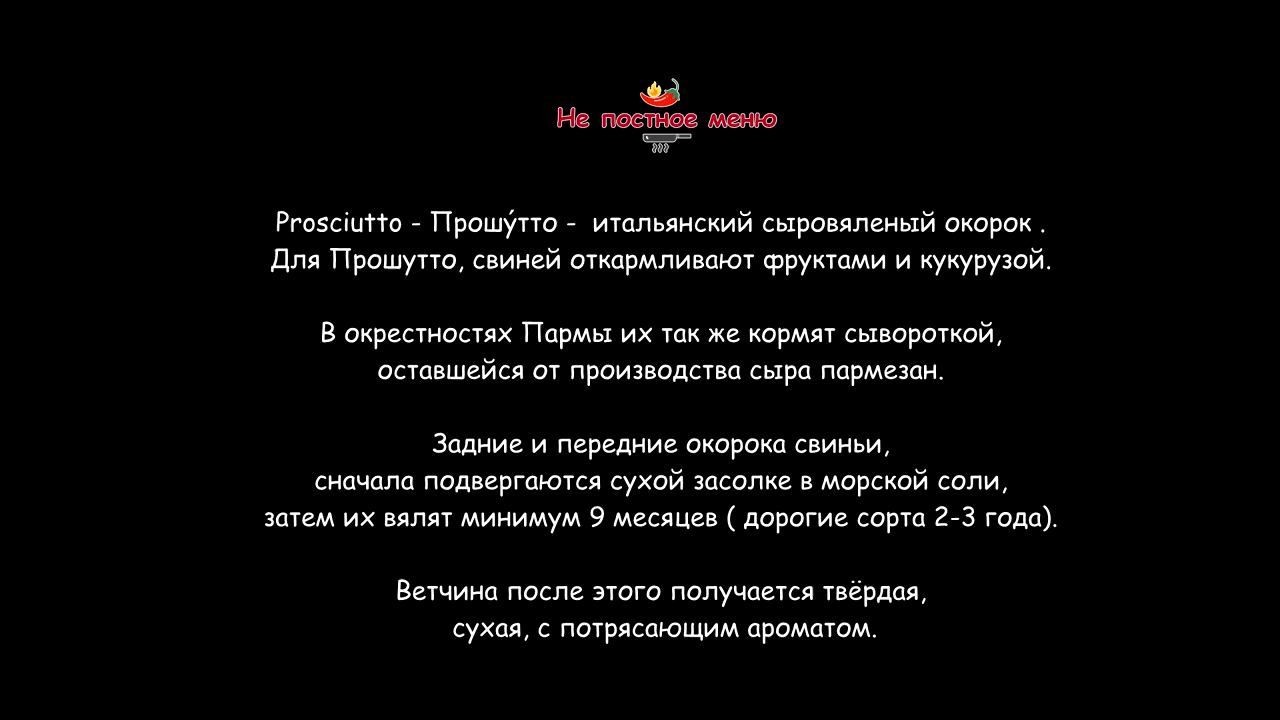 Не постное меню
Prosciutto - Прошу́тто -  итальянский сыровяленый окорок .
Для Прошутто, свиней откармливают фруктами и кукурузой.
В окрестностях Пармы их так же кормят сывороткой,
оставшейся от производства сыра пармезан.
Задние и передние окорока свиньи,
сначала подвергаются сухой засолке в морской соли,
затем их вялят минимум 9 месяцев ( дорогие сорта 2-3 года).
Ветчина после этого получается твёрдая,
сухая, с потрясающим ароматом.